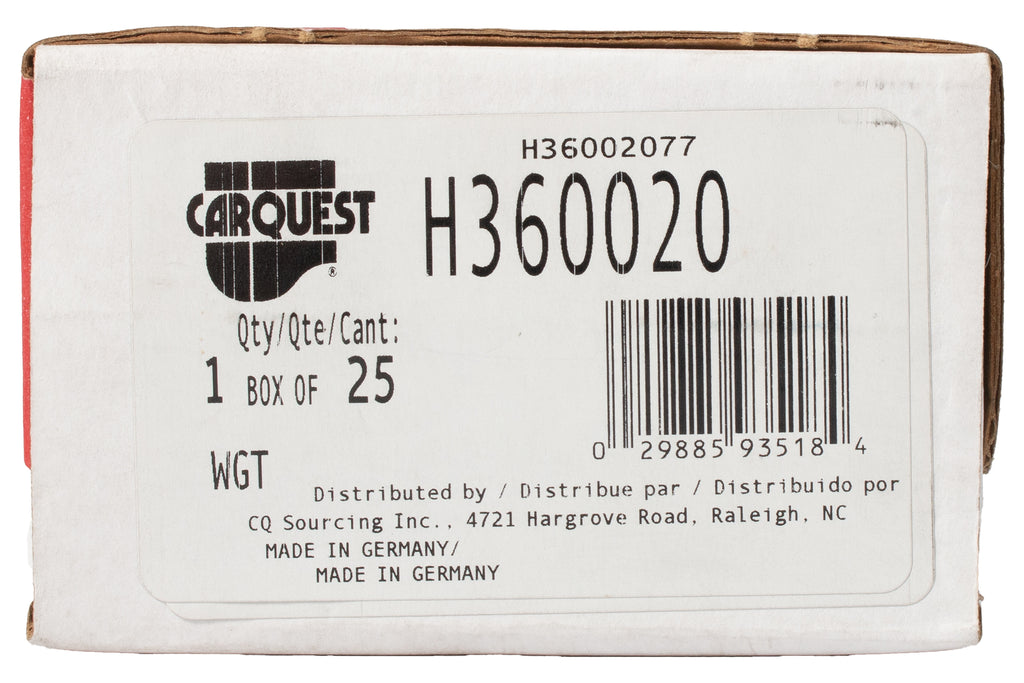 H36002077
H360020
CARQUEST
®
Qty/Qte/Cant:
1 BOX OF 25
0 29885 93518 4
WGT
Distributed by / Distribue par / Distribuido por
CQ Sourcing Inc., 4721 Hargrove Road, Raleigh, NC
MADE IN GERMANY/
MADE IN GERMANY